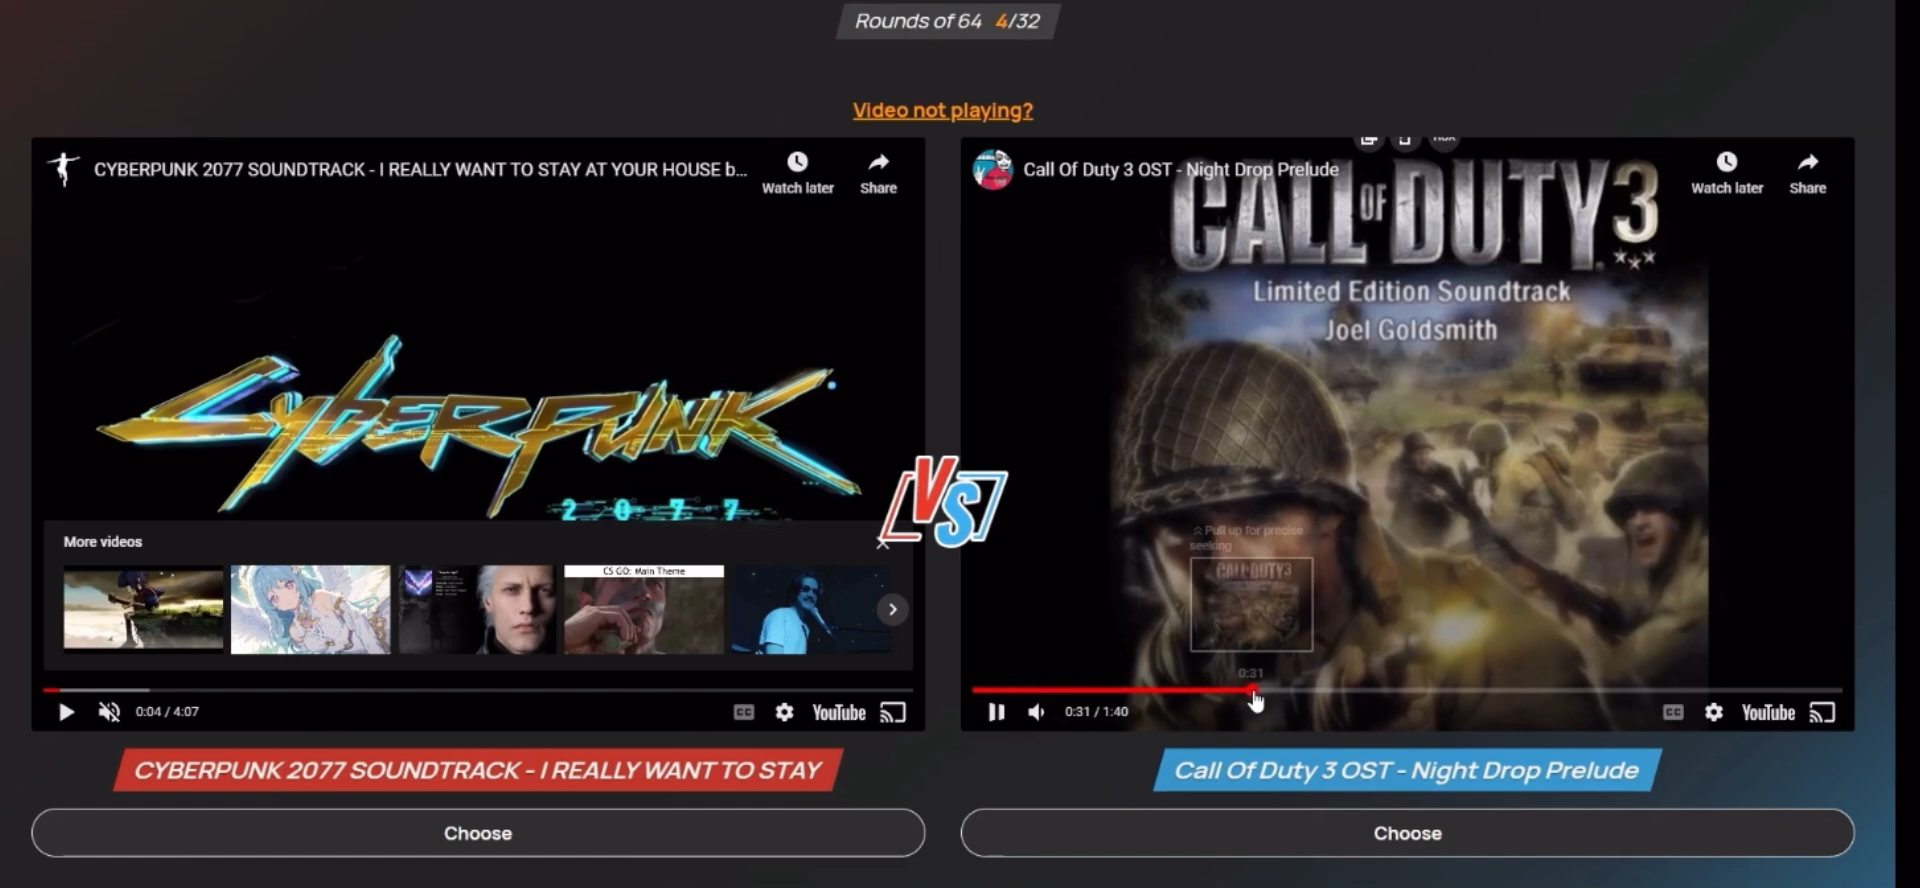 Rounds of 64 4/32
Video not playing?
CYBERPUNK 2077 SOUNDTRACK - I REALLY WANT TO STAY AT YOUR HOUSE b...
Watch later
Share
CYBERPUNK
2077
More videos
CS GO: Main Theme
0:04 / 4:07
CC
YouTube
VS
Call Of Duty 3 OST - Night Drop Prelude
Watch later
Share
CALL OF DUTY 3
Limited Edition Soundtrack
Joel Goldsmith
Pull up for precise
seeking
CALL OF DUTY 3
0:31
0:31 / 1:40
CC
YouTube
CYBERPUNK 2077 SOUNDTRACK - I REALLY WANT TO STAY
Call Of Duty 3 OST - Night Drop Prelude
Choose
Choose